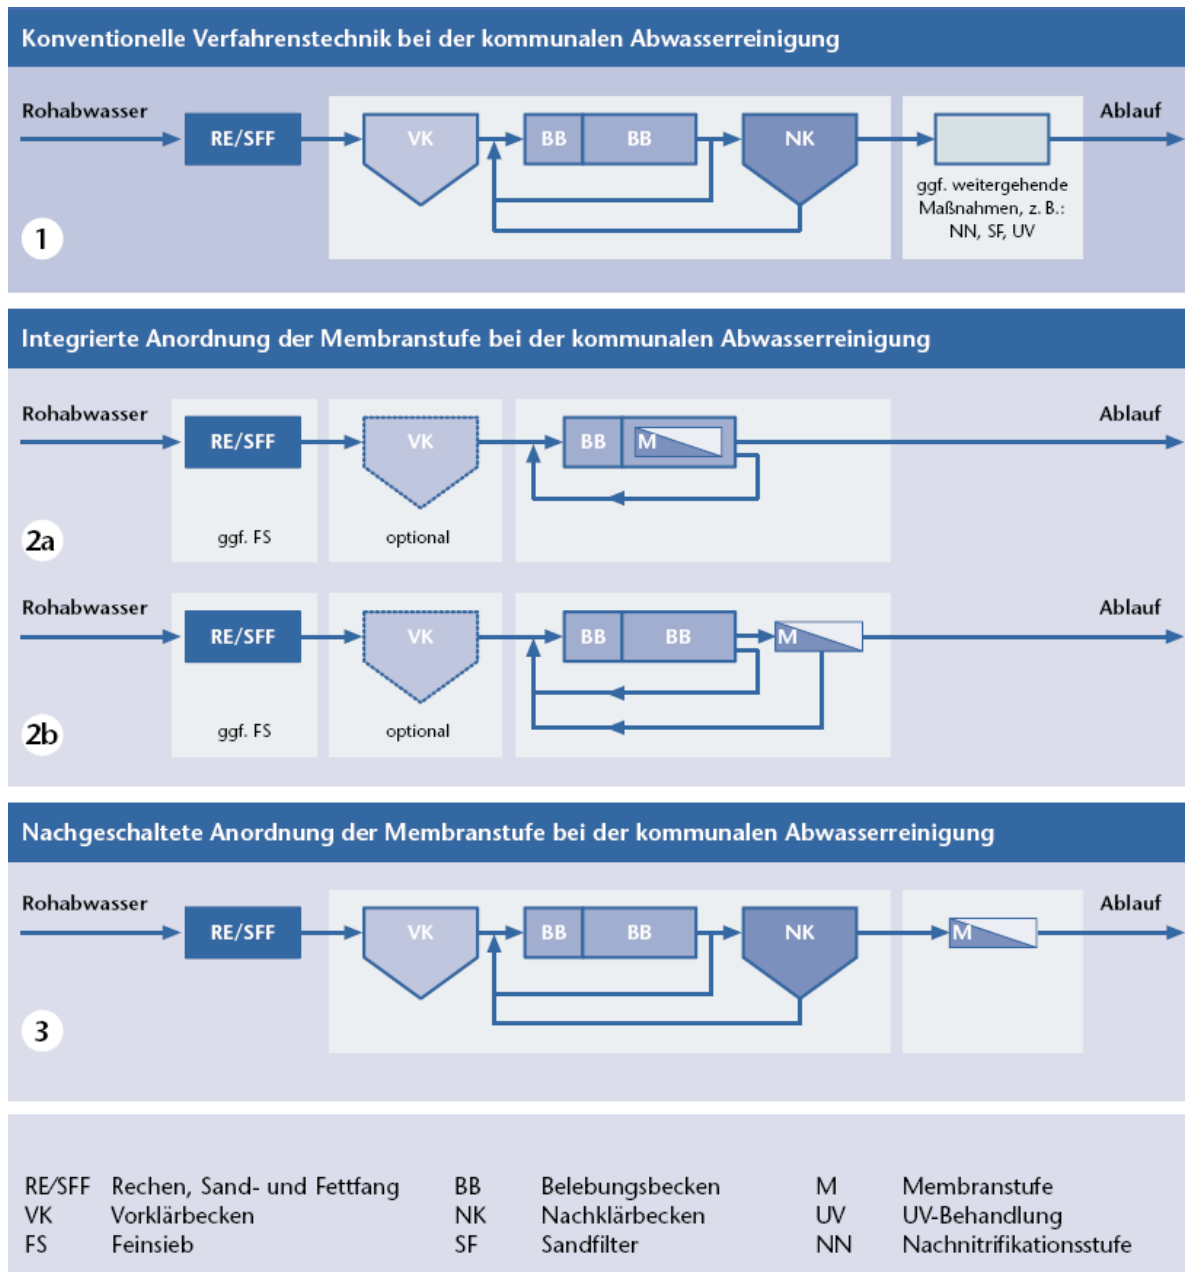 Konventionelle Verfahrenstechnik bei der kommunalen Abwasserreinigung
Rohabwasser
Ablauf
RE/SFF
VK
BB
BB
NK
ggf. weitergehende
Maßnahmen, z. B.:
NN, SF, UV
1
Integrierte Anordnung der Membranstufe bei der kommunalen Abwasserreinigung
Rohabwasser
Ablauf
RE/SFF
VK
BB
M
ggf. FS
optional
2a
Rohabwasser
Ablauf
RE/SFF
VK
BB
BB
M
ggf. FS
optional
2b
Nachgeschaltete Anordnung der Membranstufe bei der kommunalen Abwasserreinigung
Rohabwasser
Ablauf
RE/SFF
VK
BB
BB
NK
M
3
RE/SFF Rechen, Sand- und Fettfang BB Belebungsbecken M Membranstufe
VK Vorklärbecken NK Nachklärbecken UV UV-Behandlung
FS Feinsieb SF Sandfilter NN Nachnitrifikationsstufe